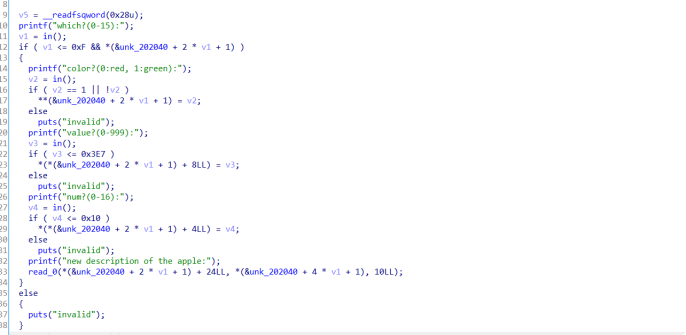 8
9 v5 = __readfsqword(0x28u);
10 printf("which?(0-15):");
11 v1 = in();
12 if ( v1 <= 0xF && *(&unk_202040 + 2 * v1 + 1) )
13 {
14 printf("color?(0:red, 1:green):");
15 v2 = in();
16 if ( v2 == 1 || !v2 )
17 **(&unk_202040 + 2 * v1 + 1) = v2;
18 else
19 puts("invalid");
20 printf("value?(0-999):");
21 v3 = in();
22 if ( v3 <= 0x3E7 )
23 *(*(&unk_202040 + 2 * v1 + 1) + 8LL) = v3;
24 else
25 puts("invalid");
26 printf("num?(0-16):");
27 v4 = in();
28 if ( v4 <= 0x10 )
29 *(*(&unk_202040 + 2 * v1 + 1) + 4LL) = v4;
30 else
31 puts("invalid");
32 printf("new description of the apple:");
33 read_0(*(&unk_202040 + 2 * v1 + 1) + 24LL, *(&unk_202040 + 4 * v1 + 1), 10LL);
34 }
35 else
36 {
37 puts("invalid");
38 }